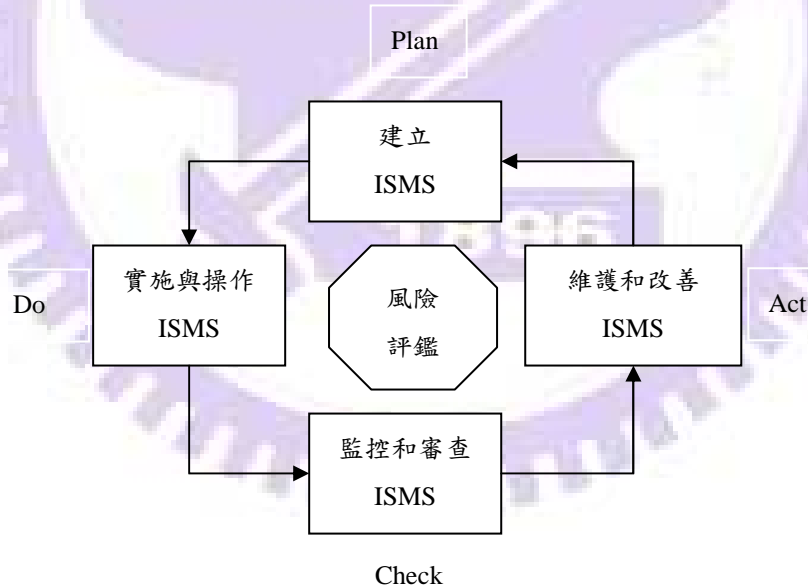 Plan
建立
ISMS
1896
Do
實施與操作
ISMS
風險
評鑑
維護和改善
ISMS
Act
監控和審查
ISMS
Check